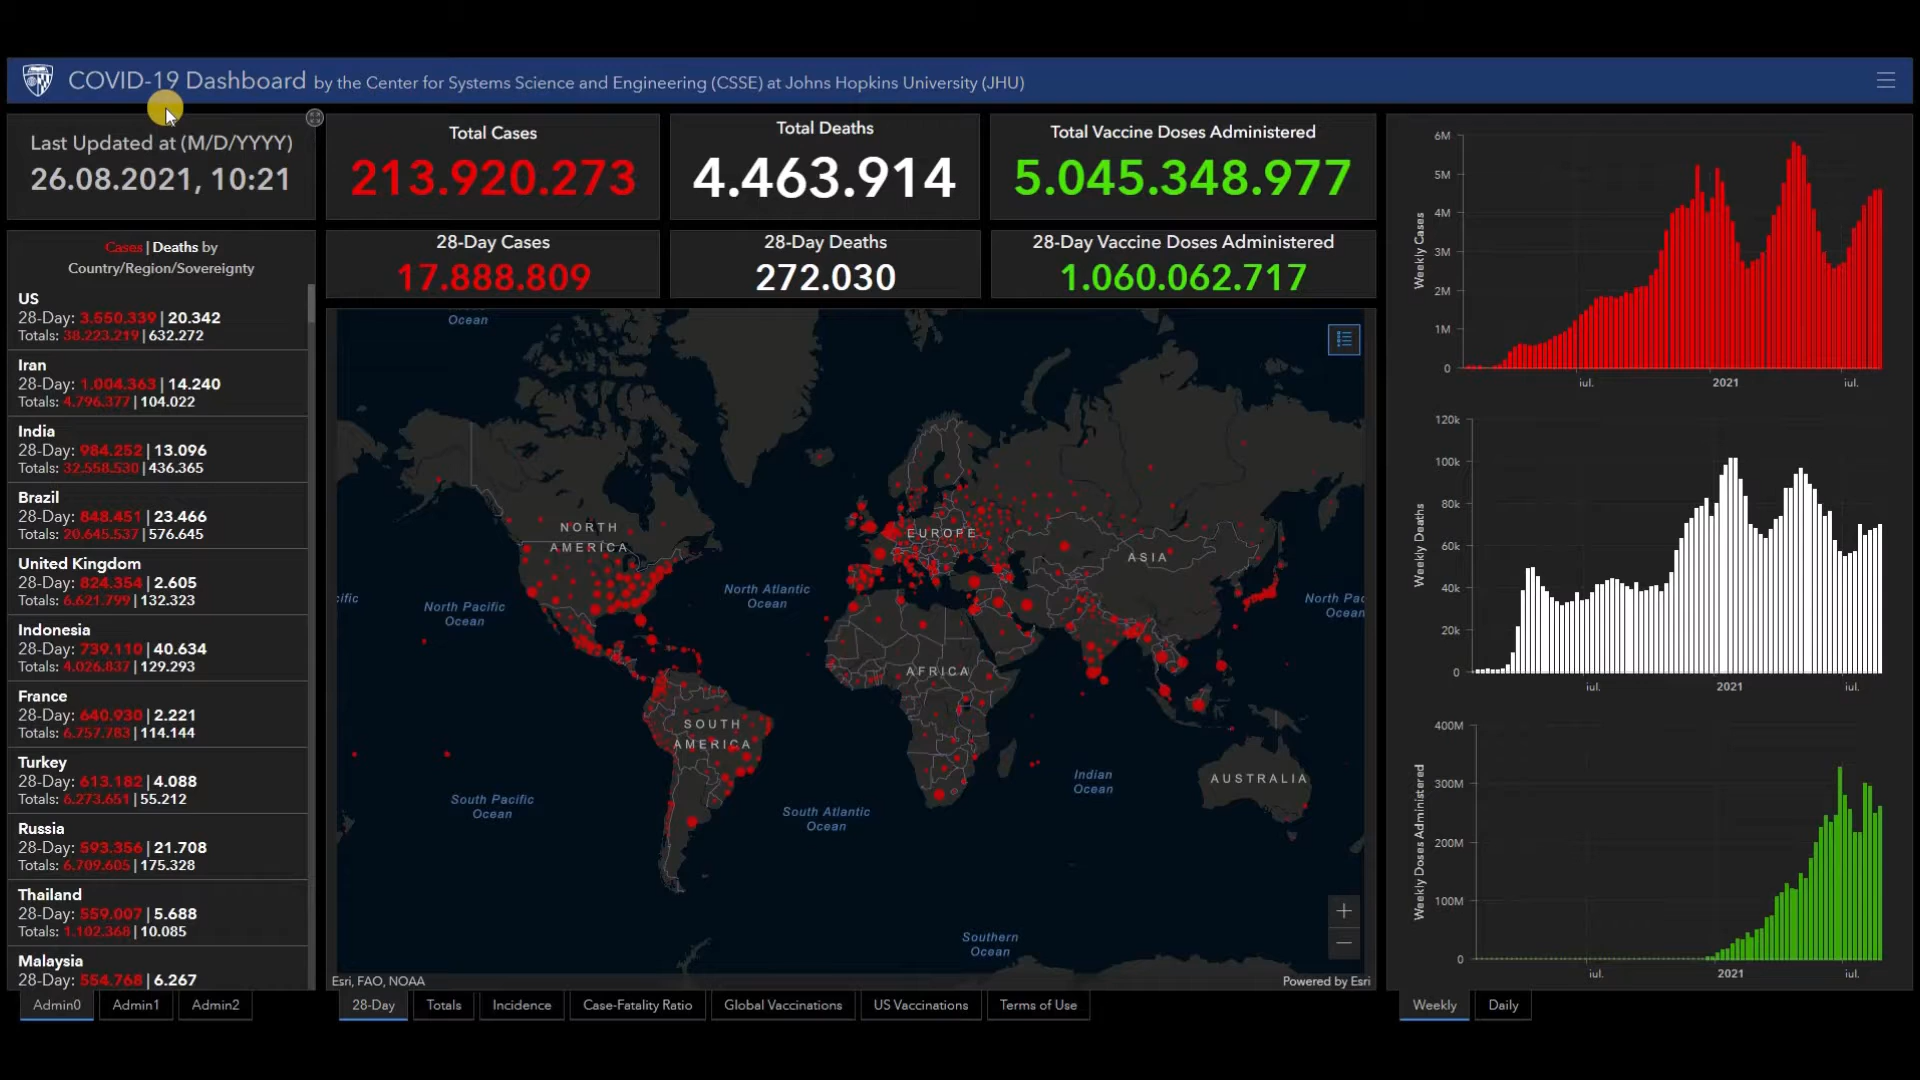 COVID-19 Dashboard by the Center for Systems Science and Engineering (CSSE) at Johns Hopkins University (JHU)
Last Updated at (M/D/YYYY)
26.08.2021, 10:21
Total Cases
213.920.273
Total Deaths
4.463.914
Total Vaccine Doses Administered
5.045.348.977
28-Day Cases
17.888.809
28-Day Deaths
272.030
28-Day Vaccine Doses Administered
1.060.062.717
Cases | Deaths by
Country/Region/Sovereignty
US
28-Day: 3.550.339 | 20.342
Totals: 38.223.219 | 632.272
Iran
28-Day: 1.004.363 | 14.240
Totals: 4.796.377 | 104.022
India
28-Day: 984.252 | 13.096
Totals: 32.558.530 | 436.365
Brazil
28-Day: 848.451 | 23.466
Totals: 20.645.537 | 576.645
United Kingdom
28-Day: 824.354 | 2.605
Totals: 6.621.799 | 132.323
Indonesia
28-Day: 739.110 | 40.634
Totals: 4.026.837 | 129.293
France
28-Day: 640.930 | 2.221
Totals: 6.757.783 | 114.144
Turkey
28-Day: 613.182 | 4.088
Totals: 6.273.651 | 55.212
Russia
28-Day: 593.356 | 21.708
Totals: 6.709.605 | 175.328
Thailand
28-Day: 559.007 | 5.688
Totals: 1.102.368 | 10.085
Malaysia
28-Day: 554.768 | 6.267
Admin0
Admin1
Admin2
Ocean
NORTH
AMERICA
EUROPE
ASIA
North Atlantic
Ocean
ific
North Pacific
Ocean
North Pac
Ocean
AFRICA
SOUTH
AMERICA
AUSTRALIA
Indian
Ocean
South Pacific
Ocean
South Atlantic
Ocean
Southern
Ocean
Esri, FAO, NOAA
Powered by Esri
28-Day
Totals
Incidence
Case-Fatality Ratio
Global Vaccinations
US Vaccinations
Terms of Use
Weekly Cases
6M
5M
4M
3M
2M
1M
0
iul.
2021
iul.
Weekly Deaths
120k
100k
80k
60k
40k
20k
0
iul.
2021
iul.
Weekly Doses Administered
400M
300M
200M
100M
0
iul.
2021
iul.
Weekly
Daily